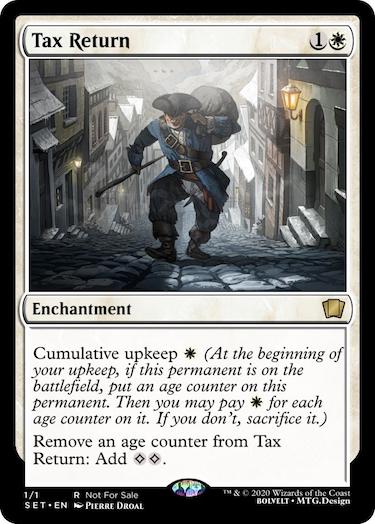 Tax Return 1
Enchantment
Cumulative upkeep (At the beginning
of your upkeep, if this permanent is on the
battlefield, put an age counter on this
permanent. Then you may pay for each
age counter on it. If you don't, sacrifice it.)
Remove an age counter from Tax
Return: Add .
1/1 R Not For Sale ™ & © 2020 Wizards of the Coast
SET • EN PIERRE DROAL BOLVELT • MTG.Design